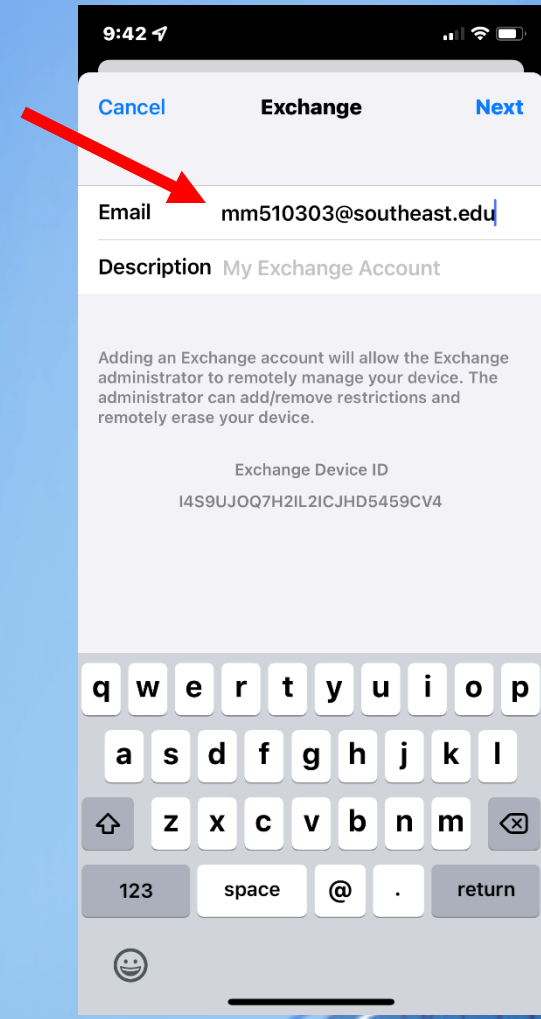 9:42
Cancel Exchange Next
Email mm510303@southeast.edu
Description My Exchange Account
Adding an Exchange account will allow the Exchange
administrator to remotely manage your device. The
administrator can add/remove restrictions and
remotely erase your device.
Exchange Device ID
I4S9UJOQ7H2IL2ICJHD5459CV4
q w e r t y u i o p
a s d f g h j k l
z x c v b n m
123 space @ . return